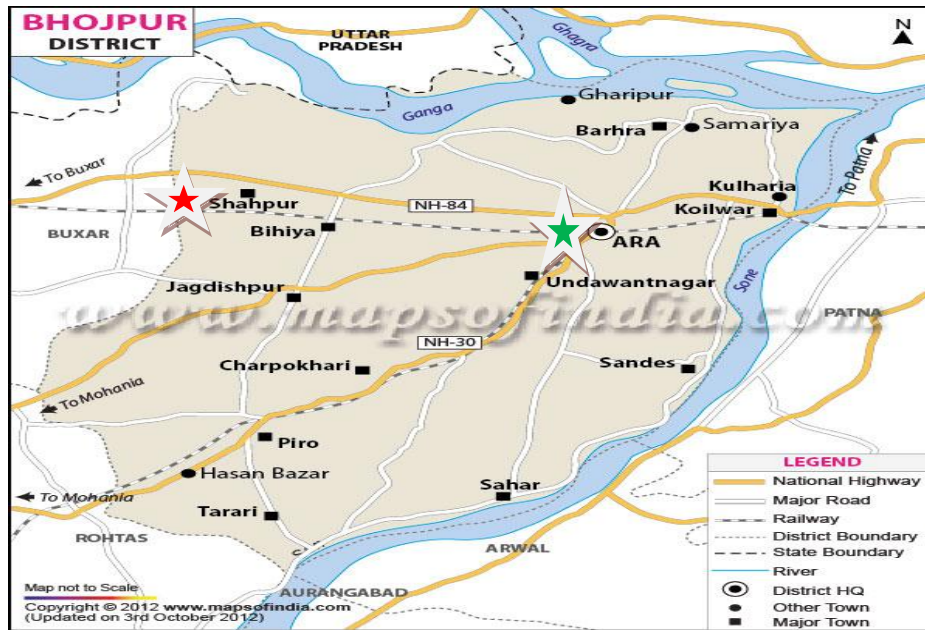 BHOJPUR
DISTRICT
UTTAR
PRADESH
Ghagra
N
Gharipur
Ganga
Barhra
Samariya
To Buxar
To Patna
Kulharia
Shahpur
NH-84
Koilwar
BUXAR
Bihiya
ARA
Undawantnagar
Sone
Jagdishpur
www.mapsofindia.com
PATNA
NH-30
Charpokhari
Sandes
To Mohania
Piro
Hasan Bazar
To Mohania
Sahar
Tarari
ROHTAS
ARWAL
AURANGABAD
LEGEND
National Highway
Major Road
Railway
District Boundary
State Boundary
River
District HQ
Other Town
Major Town
Map not to Scale
Copyright © 2012 www.mapsofindia.com
(Updated on 3rd October 2012)